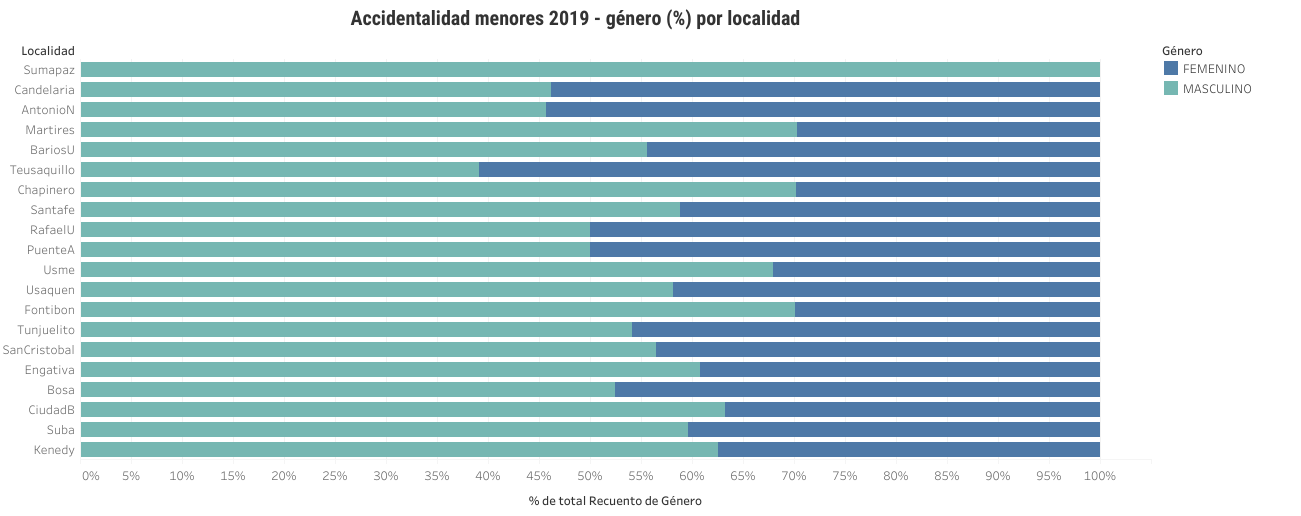 Accidentalidad menores 2019 - género (%) por localidad
Localidad
Género
Sumapaz
FEMENINO
Candelaria
MASCULINO
AntonioN
Martires
BariosU
Teusaquillo
Chapinero
Santafe
RafaelU
PuenteA
Usme
Usaquen
Fontibon
Tunjuelito
SanCristobal
Engativa
Bosa
CiudadB
Suba
Kenedy
0% 5% 10% 15% 20% 25% 30% 35% 40% 45% 50% 55% 60% 65% 70% 75% 80% 85% 90% 95% 100%
% de total Recuento de Género